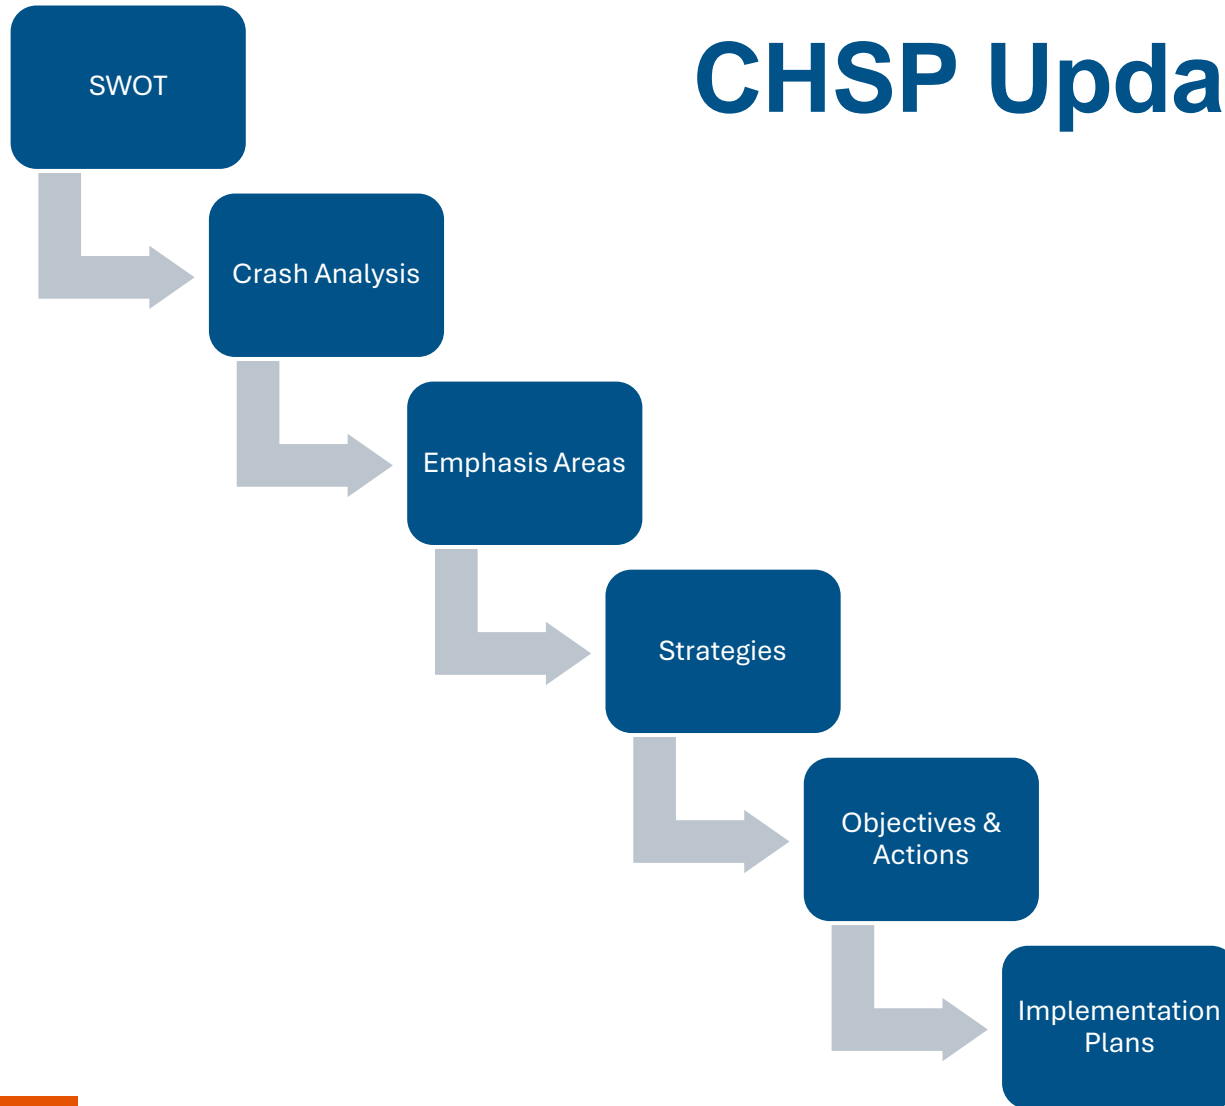 CHSP Upda
SWOT
Crash Analysis
Emphasis Areas
Strategies
Objectives &
Actions
Implementation
Plans